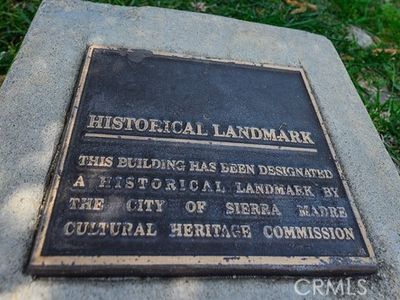 HISTORICAL LANDMARK
THIS BUILDING HAS BEEN DESIGNATED
A HISTORICAL LANDMARK BY
THE CITY OF SIERRA MADRE
CULTURAL HERITAGE COMMISSION
CRMLS